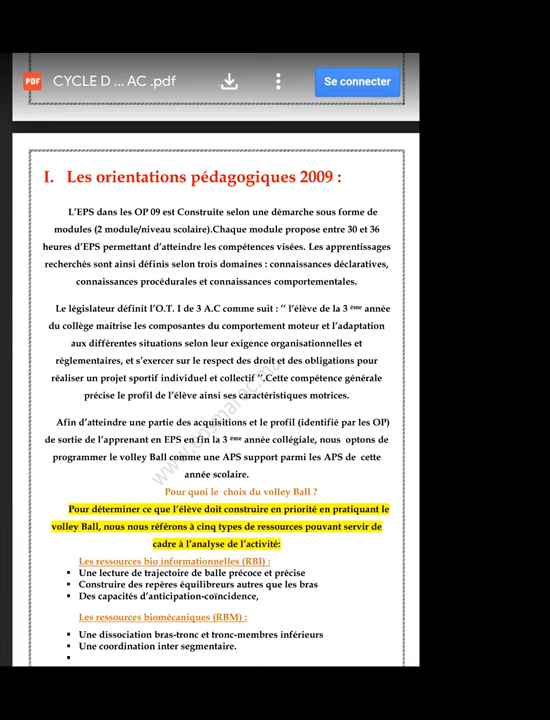 PDF
CYCLE D ... AC .pdf
Se connecter
I. Les orientations pédagogiques 2009 :
L'EPS dans les OP 09 est Construite selon une démarche sous forme de
modules (2 module/niveau scolaire).Chaque module propose entre 30 et 36
heures d'EPS permettant d'atteindre les compétences visées. Les apprentissages
recherchés sont ainsi définis selon trois domaines : connaissances déclaratives,
connaissances procédurales et connaissances comportementales.
Le législateur définit l'O.T. I de 3 A.C comme suit : '' l'élève de la 3 ème année
du collège maitrise les composantes du comportement moteur et l'adaptation
aux différentes situations selon leur exigence organisationnelles et
réglementaires, et s'exercer sur le respect des droit et des obligations pour
réaliser un projet sportif individuel et collectif ''.Cette compétence générale
précise le profil de l'élève ainsi ses caractéristiques motrices.
Afin d'atteindre une partie des acquisitions et le profil (identifié par les OP)
de sortie de l'apprenant en EPS en fin la 3 ème année collégiale, nous optons de
programmer le volley Ball comme une APS support parmi les APS de cette
année scolaire.
Pour quoi le choix du volley Ball ?
Pour déterminer ce que l'élève doit construire en priorité en pratiquant le
volley Ball, nous nous référons à cinq types de ressources pouvant servir de
cadre à l'analyse de l'activité:
Les ressources bio informationnelles (RBI) :
▪ Une lecture de trajectoire de balle précoce et précise
▪ Construire des repères équilibreurs autres que les bras
▪ Des capacités d'anticipation-coïncidence,
Les ressources biomécaniques (RBM) :
▪ Une dissociation bras-tronc et tronc-membres inférieurs
▪ Une coordination inter segmentaire.
▪
www.epsmaroc.ma